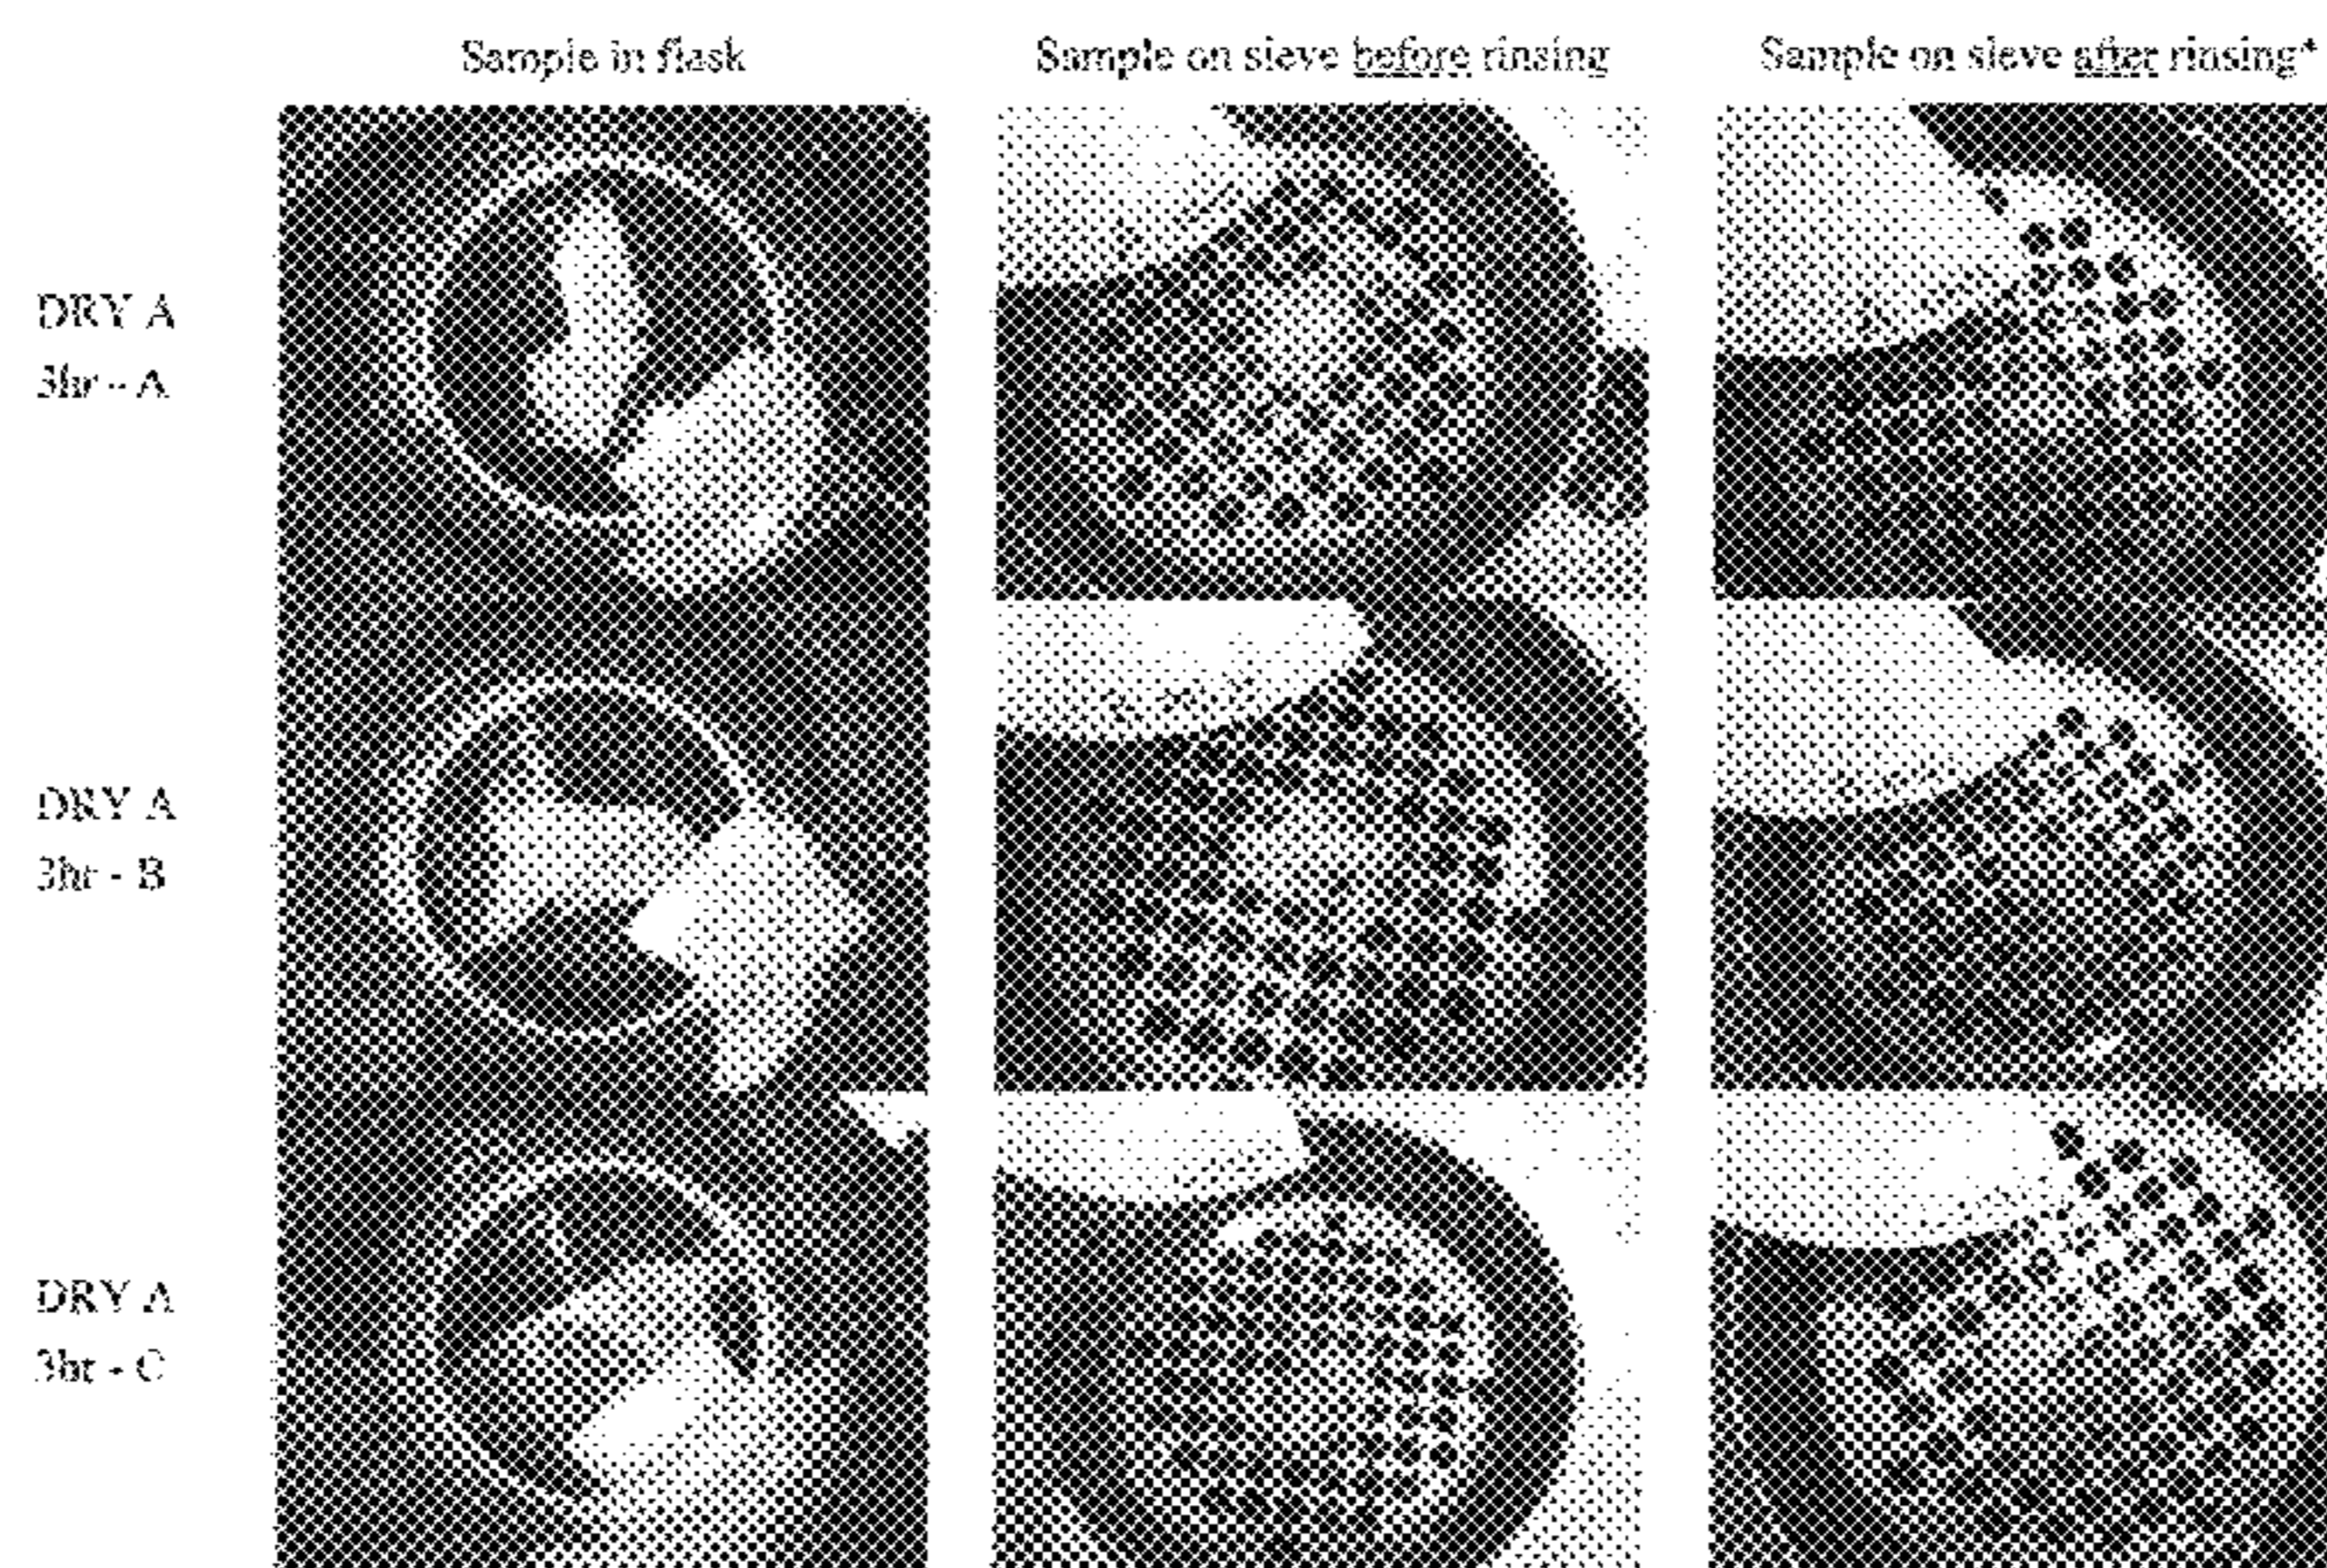 Sample in flask
Sample on sieve before rinsing
Sample on sieve after rinsing*
DRY A
3hr - A
DRY A
3hr - B
DRY A
3hr - C